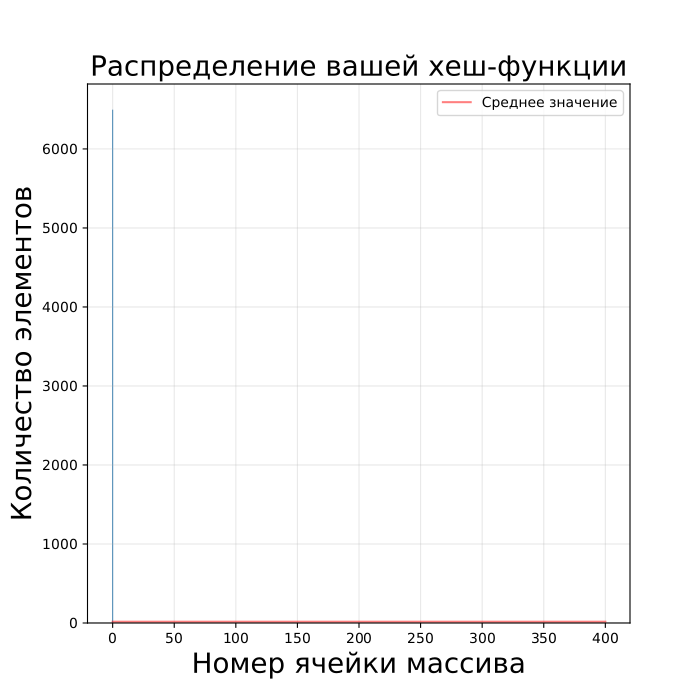 Распределение вашей хеш-функции
Среднее значение
Количество элементов
6000
5000
4000
3000
2000
1000
0
0 50 100 150 200 250 300 350 400
Номер ячейки массива